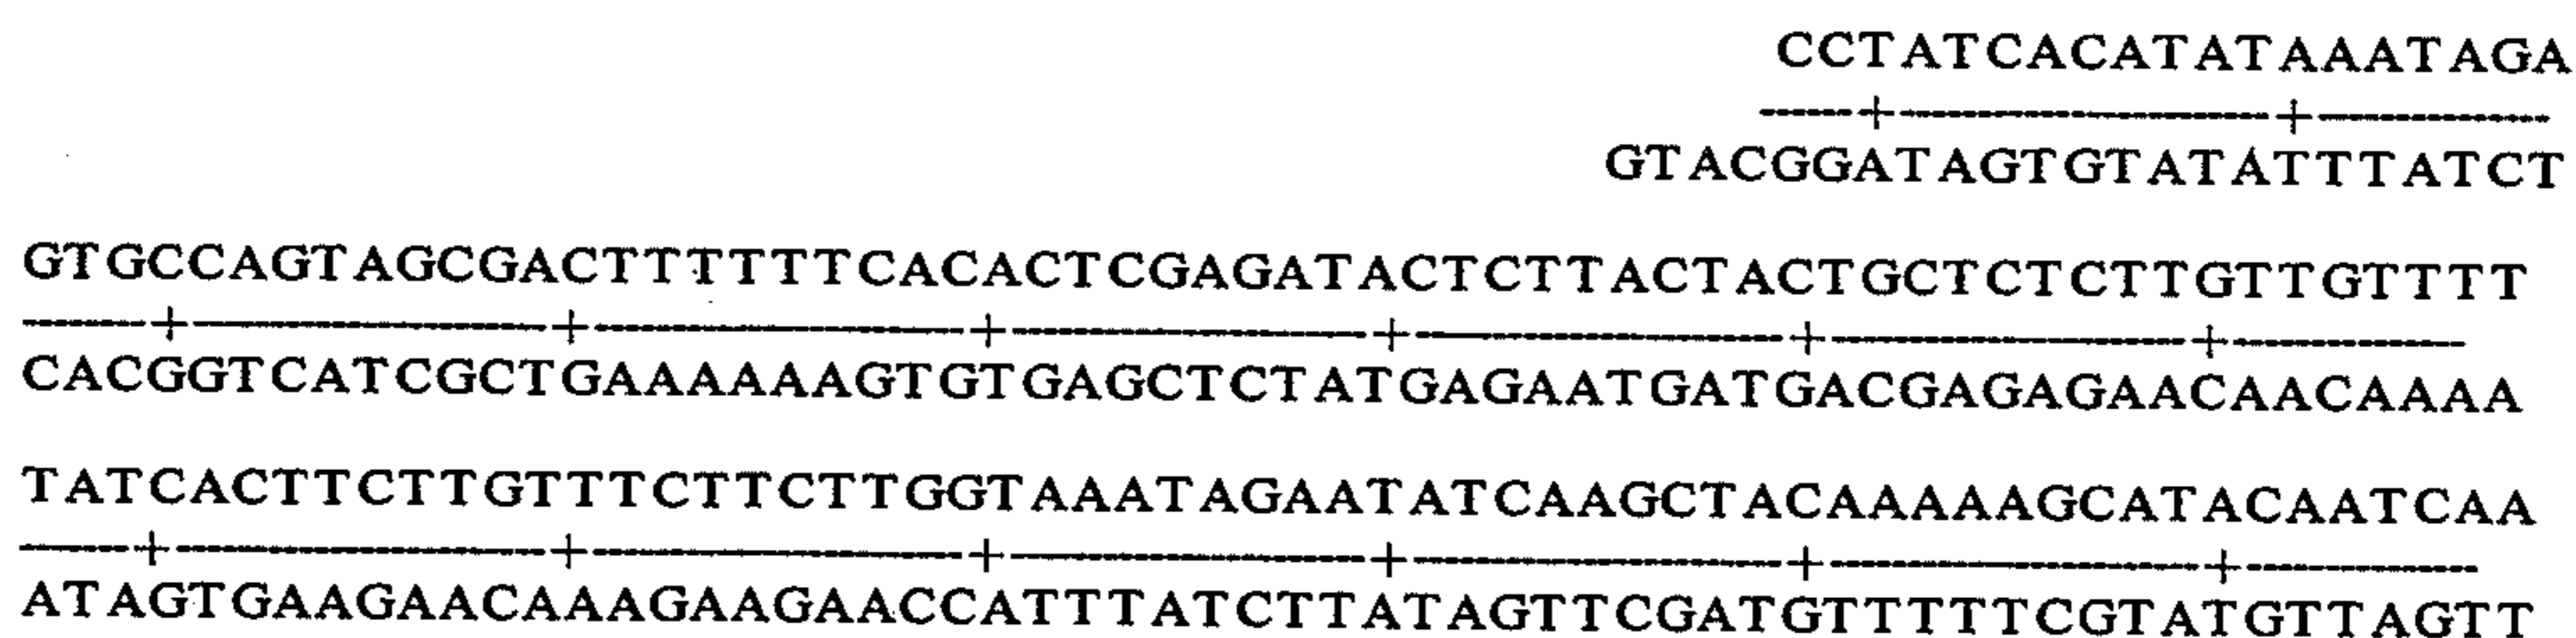 CCTATCACATATAAATAGA
---+---------+------
GTACGGATAGTGTATATTTATCT
GTGCCAGTAGCGACTTTTTTCACACTCGAGATACTCTTACTACTGCTCTCTTGTTGTTTT
---+---------+---------+---------+---------+---------+------
CACGGTCATCGCTGAAAAAAGTGTGAGCTCTATGAGAATGATGACGAGAGAACAACAAAA
TATCACTTCTTGTTTCTTCTTGGTAAATAGAATATCAAGCTACAAAAAGCATACAATCAA
---+---------+---------+---------+---------+---------+------
ATAGTGAAGAACAAAGAAGAACCATTTATCTTATAGTTCGATGTTTTTCGTATGTTAGTT